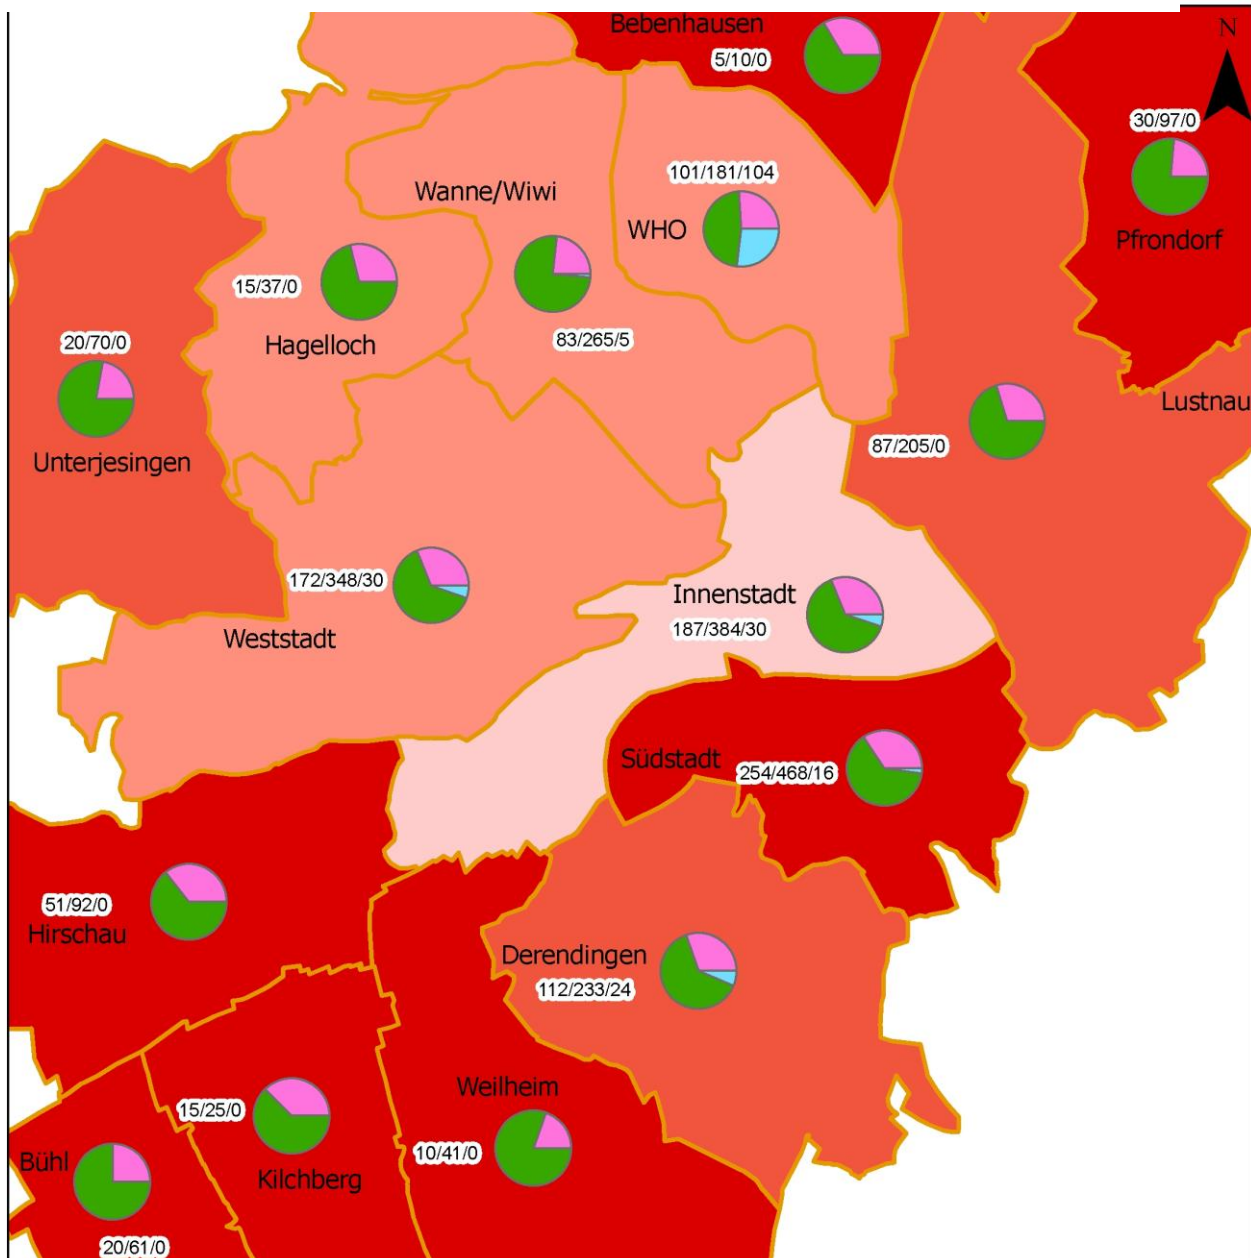 Bebenhausen
5/10/0
N
30/97/0
Pfrondorf
101/181/104
WHO
Wanne/Wiwi
83/265/5
15/37/0
Hagelloch
20/70/0
Unterjesingen
Lustnau
87/205/0
172/348/30
Weststadt
Innenstadt
187/384/30
Südstadt
254/468/16
51/92/0
Hirschau
Derendingen
112/233/24
Weilheim
10/41/0
15/25/0
Kilchberg
Bühl
20/61/0